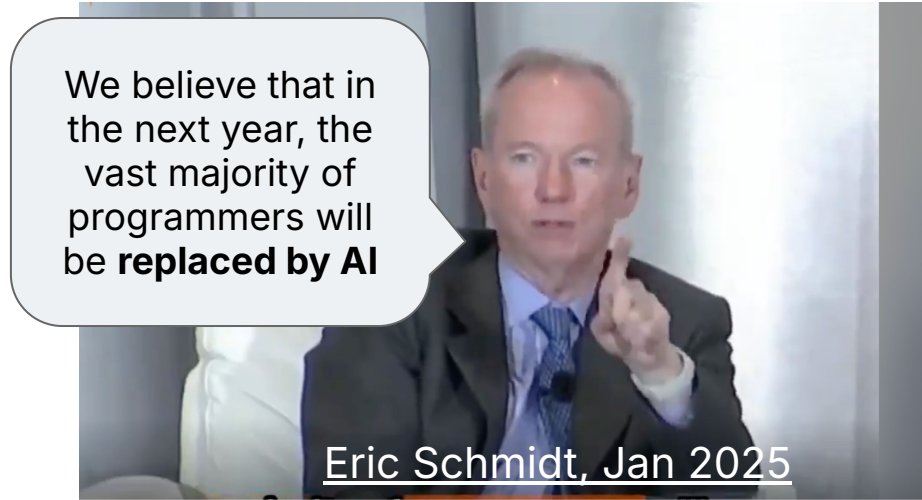 We believe that in
the next year, the
vast majority of
programmers will
be replaced by AI
Eric Schmidt, Jan 2025